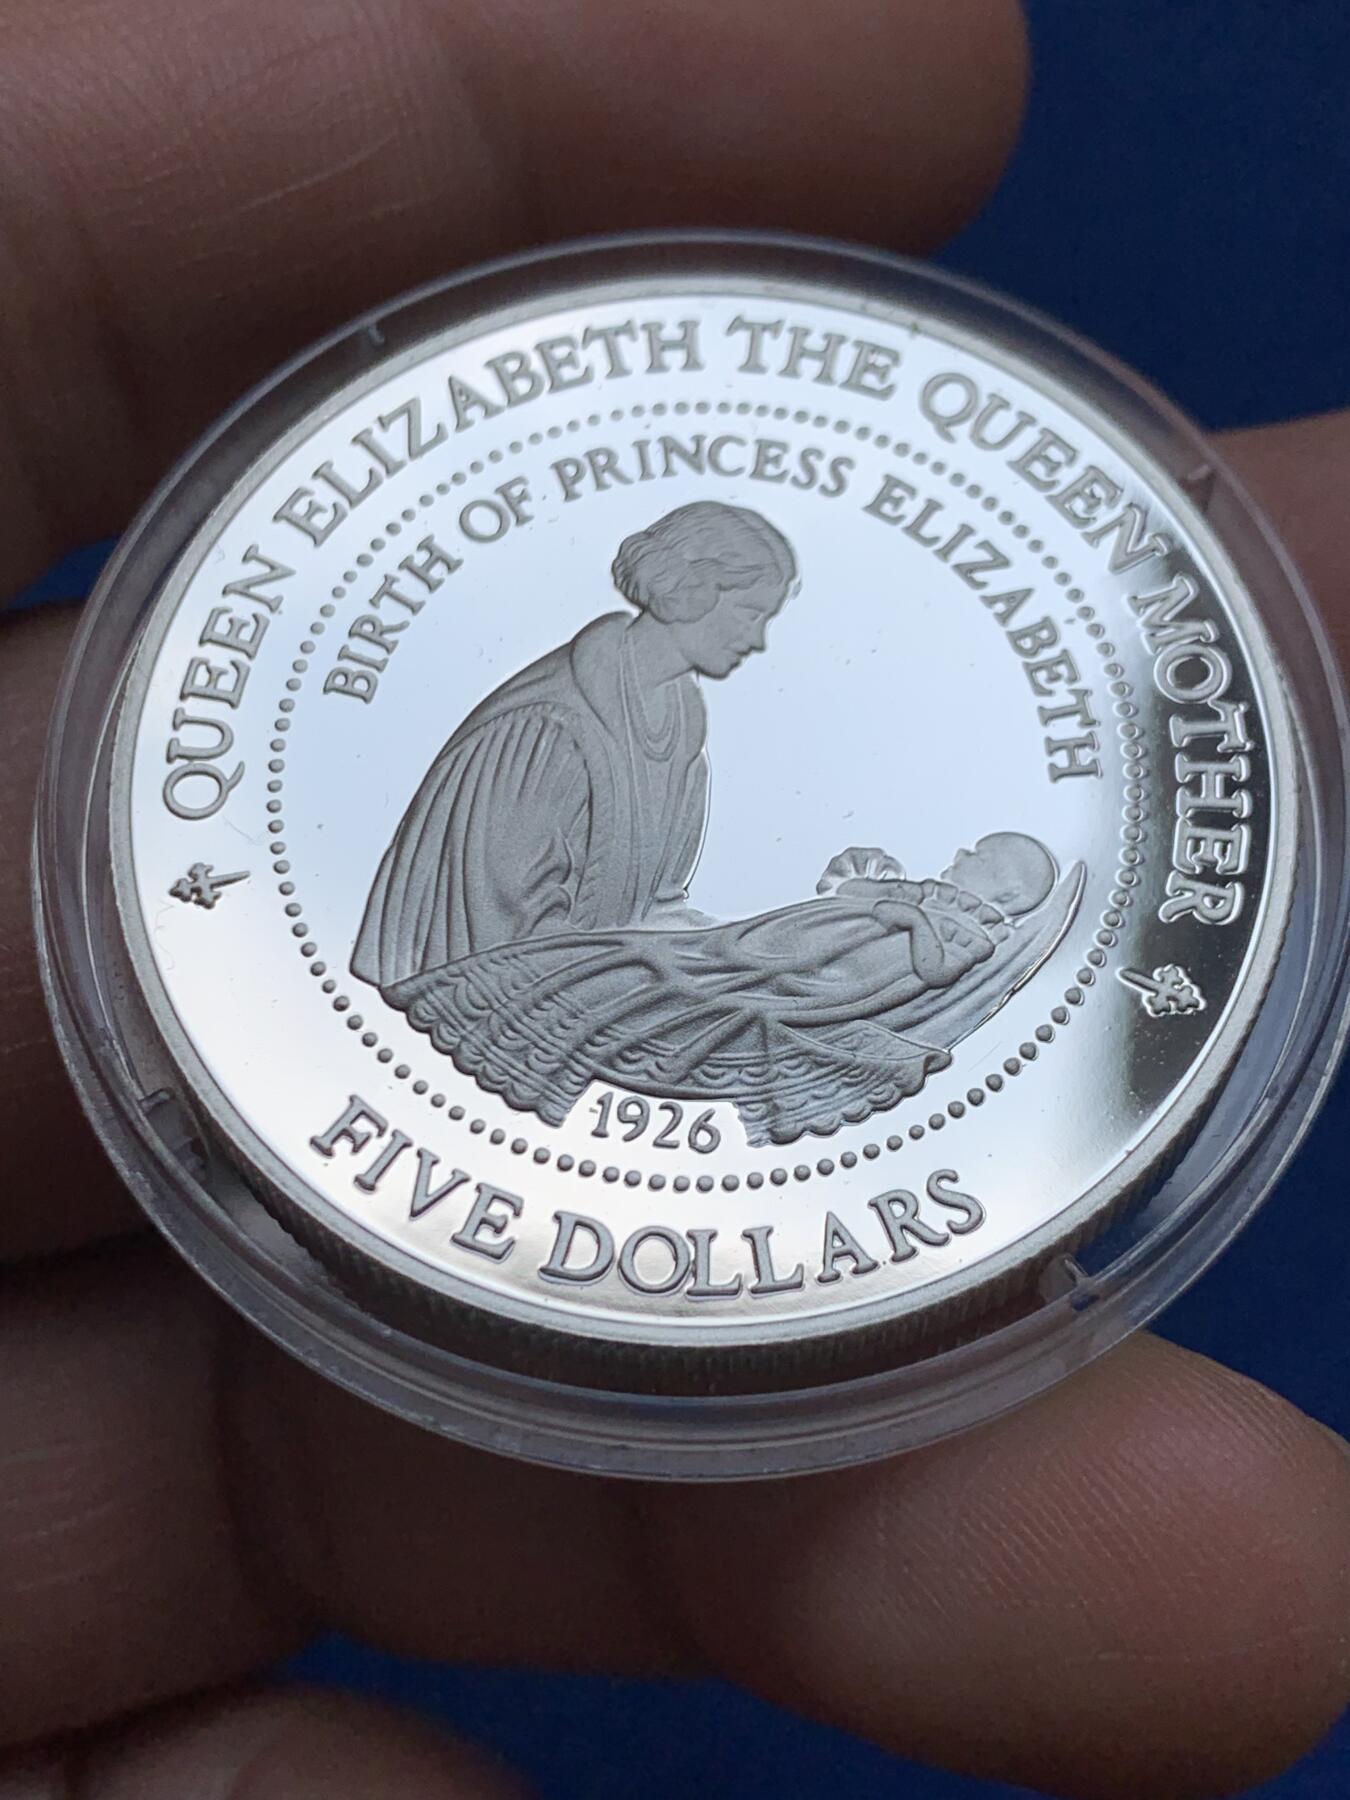 QUEEN ELIZABETH THE QUEEN MOTHER
BIRTH OF PRINCESS ELIZABETH
1926
FIVE DOLLARS